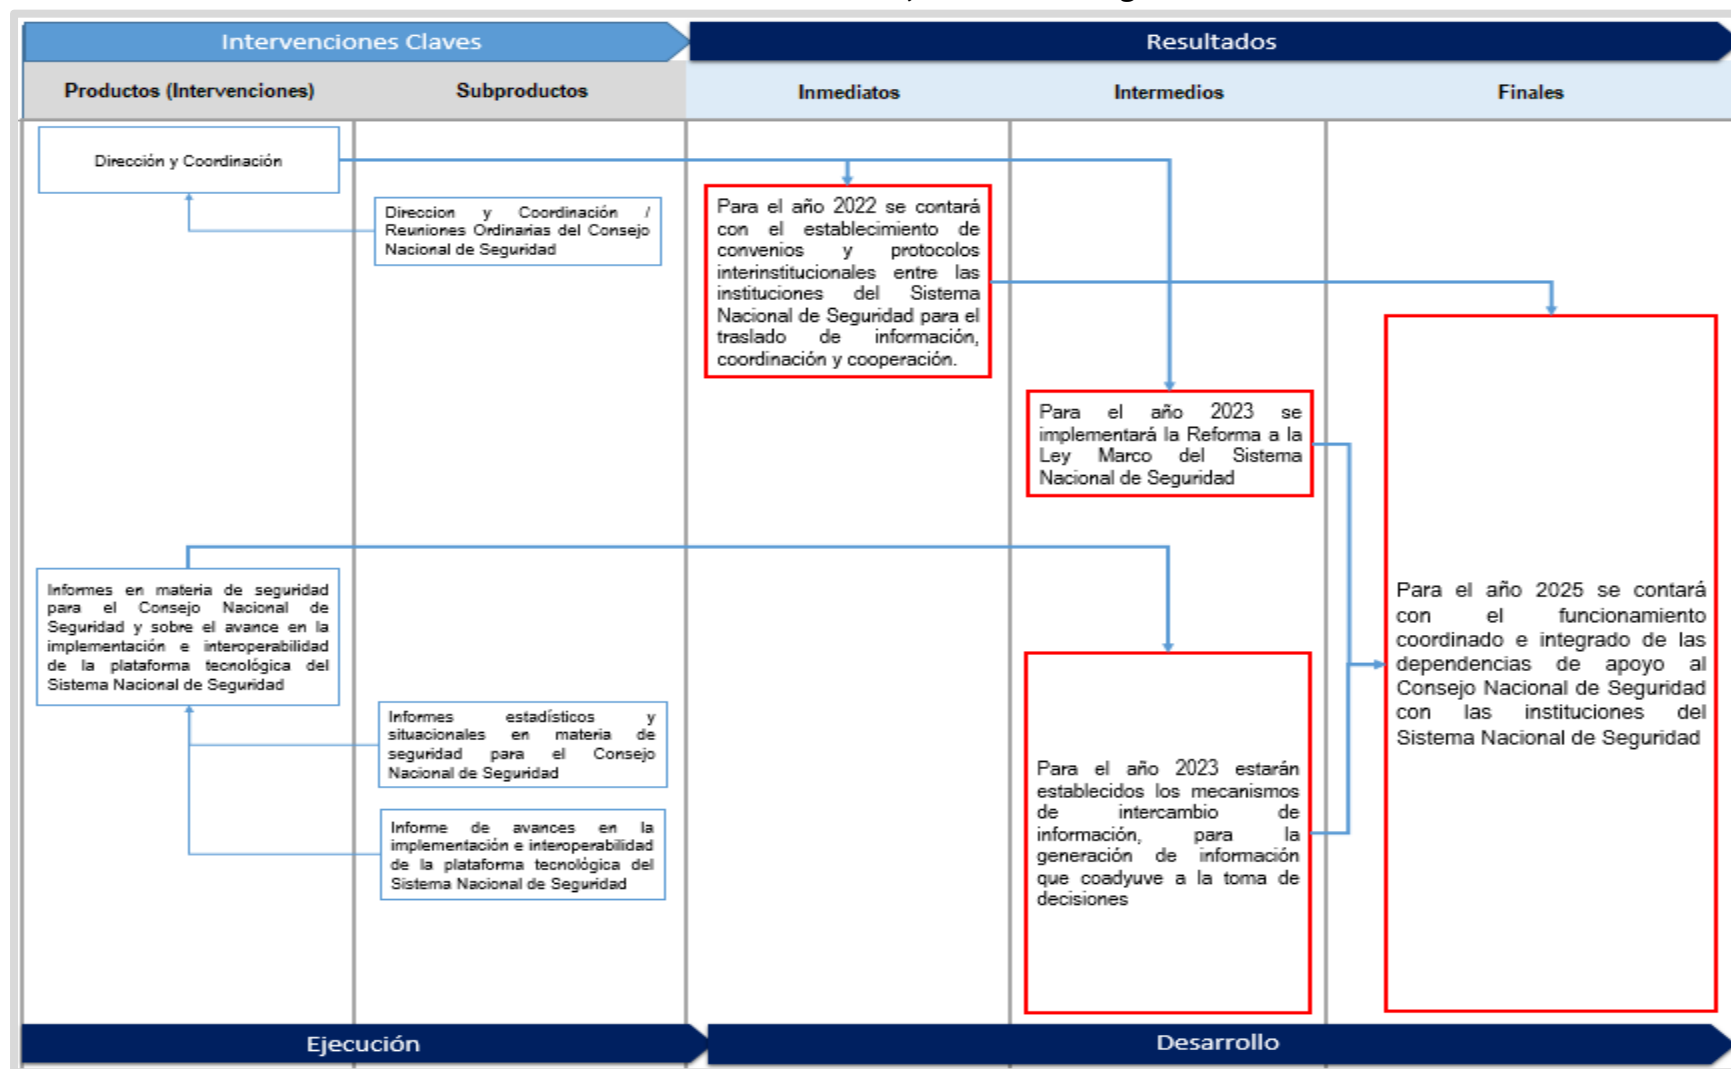 Intervenciones Claves
Resultados
Productos (Intervenciones)
Subproductos
Inmediatos
Intermedios
Finales
Dirección y Coordinación
Direccion y Coordinación /
Reuniones Ordinarias del Consejo
Nacional de Seguridad
Para el año 2022 se contará
con el establecimiento de
convenios y protocolos
interinstitucionales entre las
instituciones del Sistema
Nacional de Seguridad para el
traslado de información,
coordinación y cooperación.
Para el año 2023 se
implementará la Reforma a la
Ley Marco del Sistema
Nacional de Seguridad
Informes en materia de seguridad
para el Consejo Nacional de
Seguridad y sobre el avance en la
implementación e interoperabilidad
de la plataforma tecnológica del
Sistema Nacional de Seguridad
Informes estadísticos y
situacionales en materia de
seguridad para el Consejo
Nacional de Seguridad
Informe de avances en la
implementación e interoperabilidad
de la plataforma tecnológica del
Sistema Nacional de Seguridad
Para el año 2023 estarán
establecidos los mecanismos
de intercambio de
información, para la
generación de información
que coadyuve a la toma de
decisiones
Para el año 2025 se contará
con el funcionamiento
coordinado e integrado de las
dependencias de apoyo al
Consejo Nacional de Seguridad
con las instituciones del
Sistema Nacional de Seguridad
Ejecución
Desarrollo